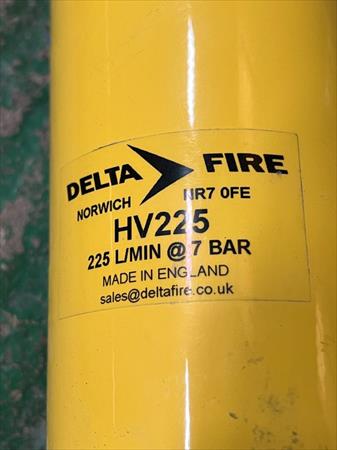 DELTA FIRE
NORWICH NR7 0FE
HV225
225 L/MIN @ 7 BAR
MADE IN ENGLAND
sales@deltafire.co.uk